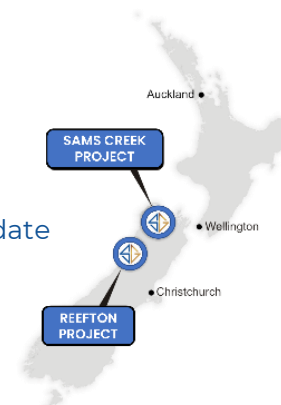 Auckland
SAMS CREEK
PROJECT
date
Wellington
Christchurch
REEFTON
PROJECT